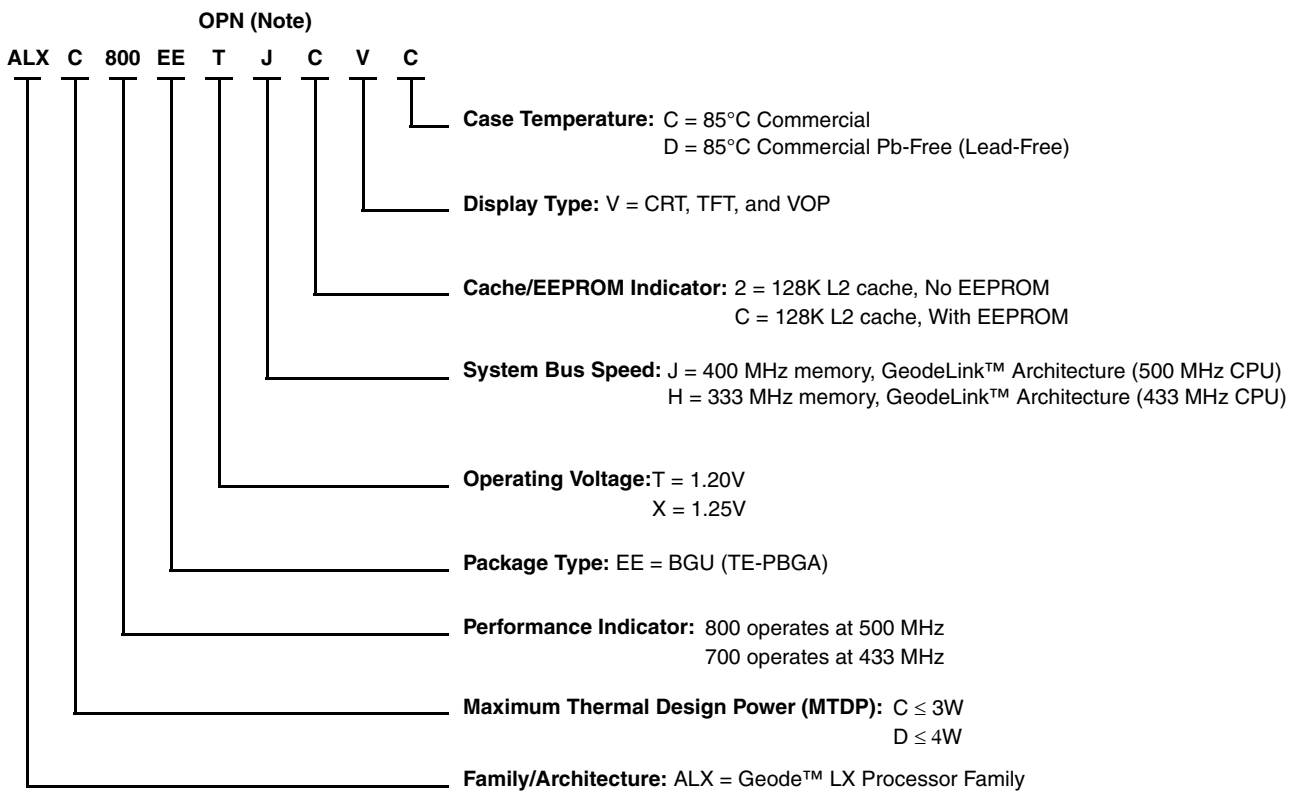 OPN (Note)
ALX C 800 EE T J C V C
Case Temperature: C = 85°C Commercial
D = 85°C Commercial Pb-Free (Lead-Free)
Display Type: V = CRT, TFT, and VOP
Cache/EEPROM Indicator: 2 = 128K L2 cache, No EEPROM
C = 128K L2 cache, With EEPROM
System Bus Speed: J = 400 MHz memory, GeodeLink™ Architecture (500 MHz CPU)
H = 333 MHz memory, GeodeLink™ Architecture (433 MHz CPU)
Operating Voltage:T = 1.20V
X = 1.25V
Package Type: EE = BGU (TE-PBGA)
Performance Indicator: 800 operates at 500 MHz
700 operates at 433 MHz
Maximum Thermal Design Power (MTDP): C ≤ 3W
D ≤ 4W
Family/Architecture: ALX = Geode™ LX Processor Family